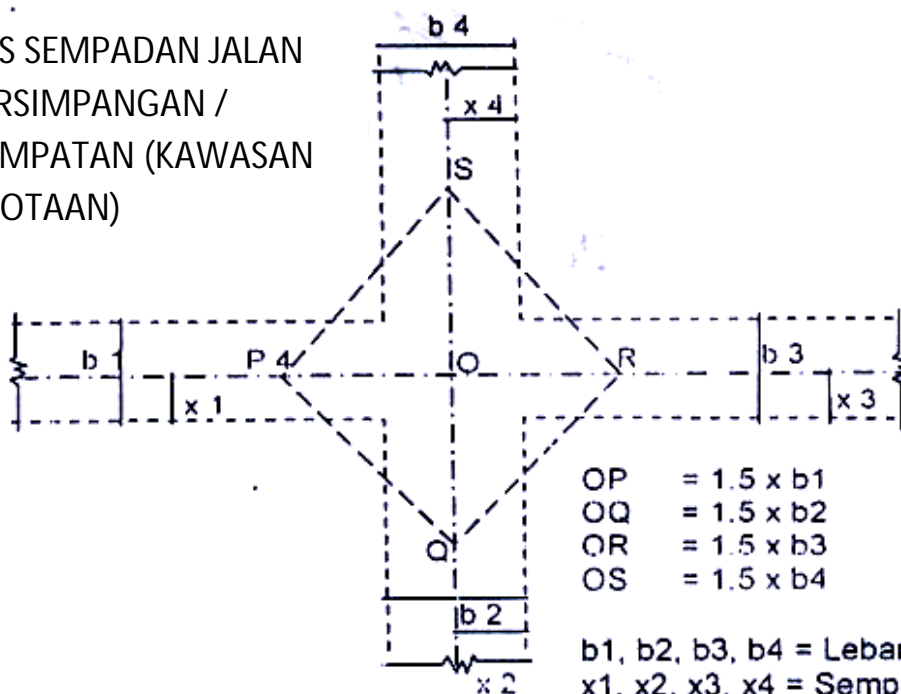 S SEMPADAN JALAN
RSIMPANGAN /
MPATAN (KAWASAN
OTAAN)
b 4
x 4
S
b 1
P 4
O
R
b 3
x 1
x 3
Q
b 2
x 2
OP = 1.5 x b1
OQ = 1.5 x b2
OR = 1.5 x b3
OS = 1.5 x b4
b1, b2, b3, b4 = Lebar
x1, x2, x3, x4 = Semp